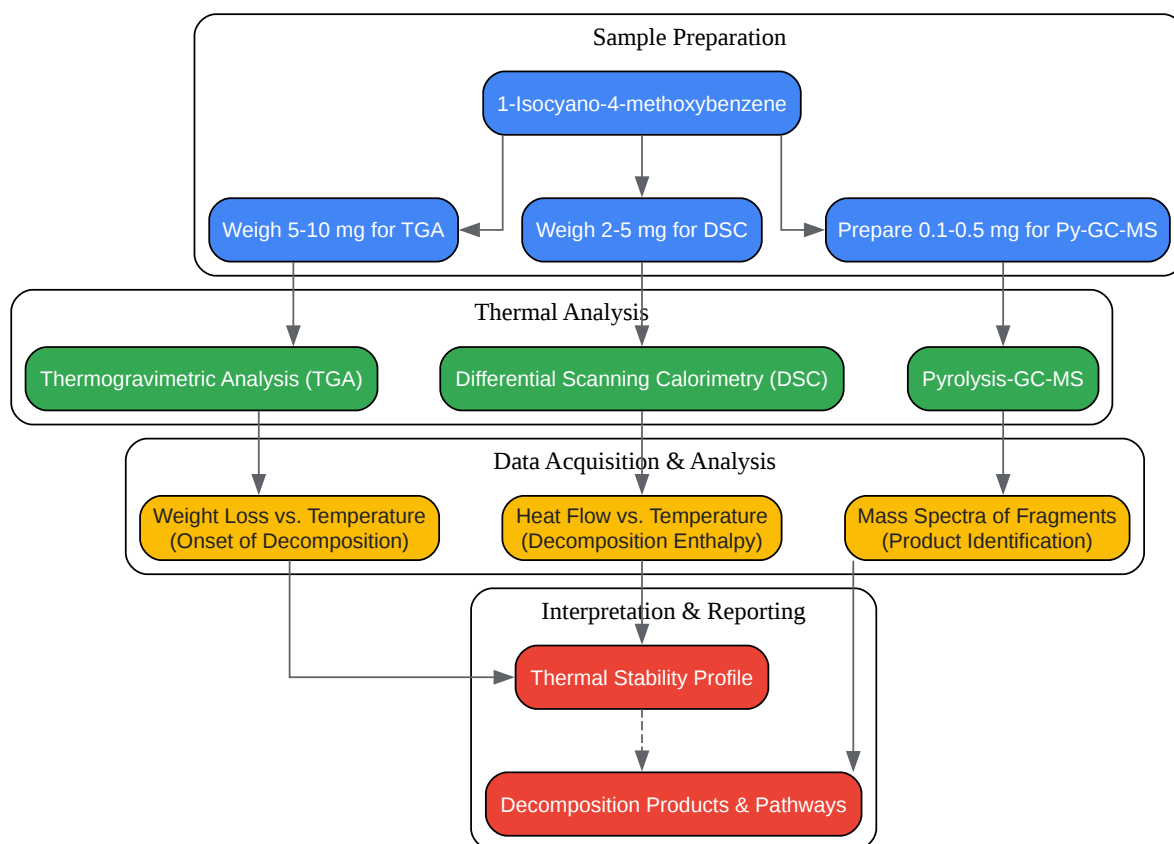 Sample Preparation
1-Isocyano-4-methoxybenzene
Weigh 5-10 mg for TGA
Weigh 2-5 mg for DSC
Prepare 0.1-0.5 mg for Py-GC-MS
Thermal Analysis
Thermogravimetric Analysis (TGA)
Differential Scanning Calorimetry (DSC)
Pyrolysis-GC-MS
Data Acquisition & Analysis
Weight Loss vs. Temperature
(Onset of Decomposition)
Heat Flow vs. Temperature
(Decomposition Enthalpy)
Mass Spectra of Fragments
(Product Identification)
Interpretation & Reporting
Thermal Stability Profile
Decomposition Products & Pathways